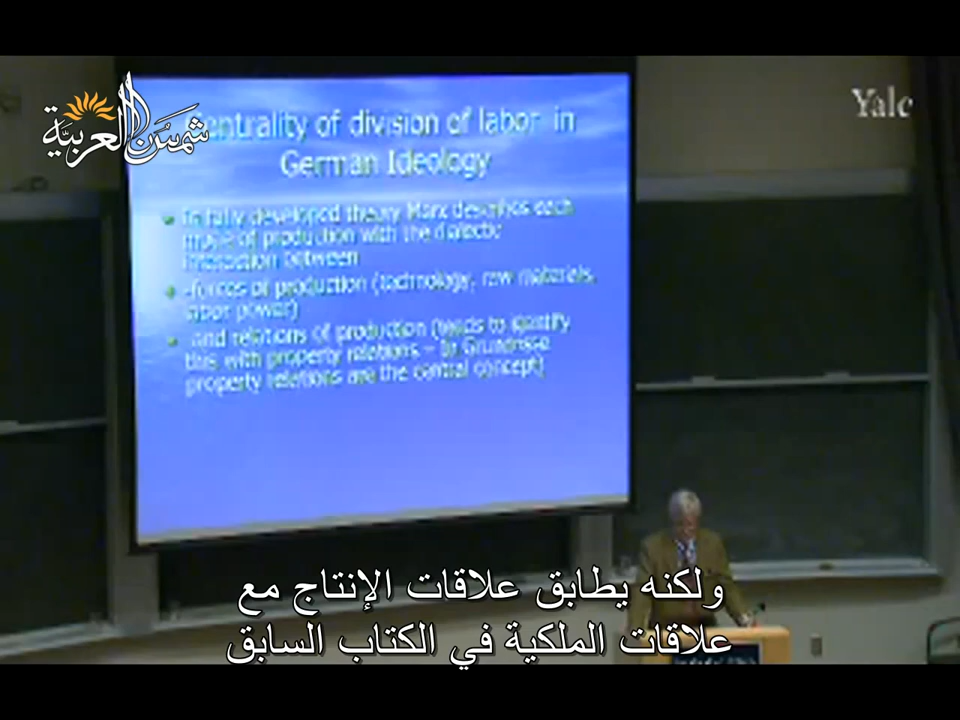 شمس العربية
Yale
entrality of division of labor in
German Ideology
In fully developed theory Marx describes each
mode of production with the dialectic
interaction between
-forces of production (technology, raw materials,
labor power)
and relations of production (tends to identify
this with property relations – In Grundrisse
property relations are the central concept)
ولكنه يطابق علاقات الإنتاج مع
علاقات الملكية في الكتاب السابق